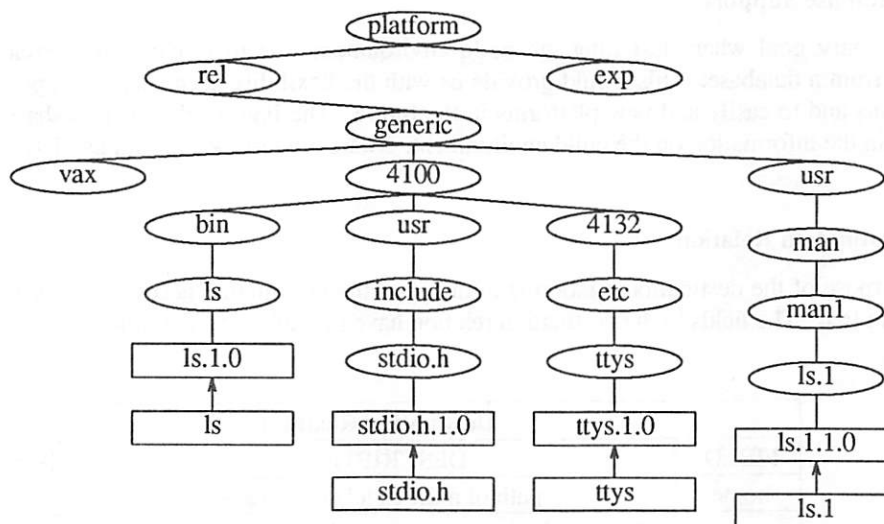 platform
rel exp
generic
vax 4100 usr
bin usr 4132 man
ls include etc man1
ls.1.0 stdio.h ttys ls.1
ls stdio.h.1.0 ttys.1.0 ls.1.1.0
stdio.h ttys ls.1